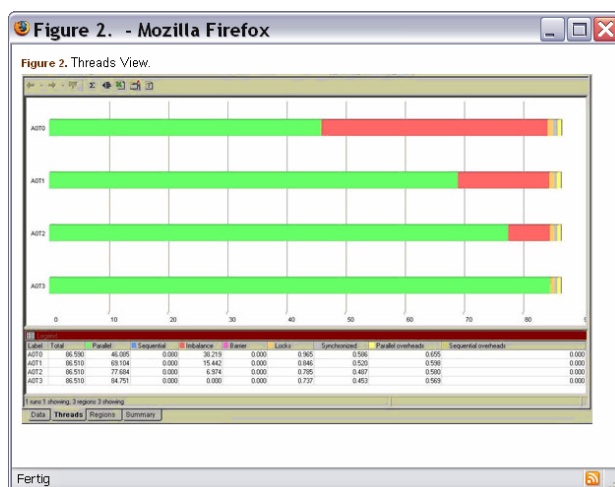 Figure 2. - Mozilla Firefox
Figure 2. Threads View.
A0T0
A0T1
A0T2
A0T3
0 10 20 30 40 50 60 70 80 9
Legend
Label Total Parallel Sequential Imbalance Barrier Locks Synchronized Parallel overheads Sequential overheads
A0T0 86.590 46.085 0.080 38.219 0.000 0.965 0.586 0.655 0.000
A0T1 86.510 69.104 0.000 15.442 0.000 0.846 0.520 0.598 0.000
A0T2 86.510 77.684 0.000 6.974 0.000 0.785 0.487 0.580 0.000
A0T3 86.510 84.751 0.000 0.000 0.000 0.737 0.453 0.569 0.000
1 runs 1 showing, 3 regions 3 showing
Data Threads Regions Summary
Fertig